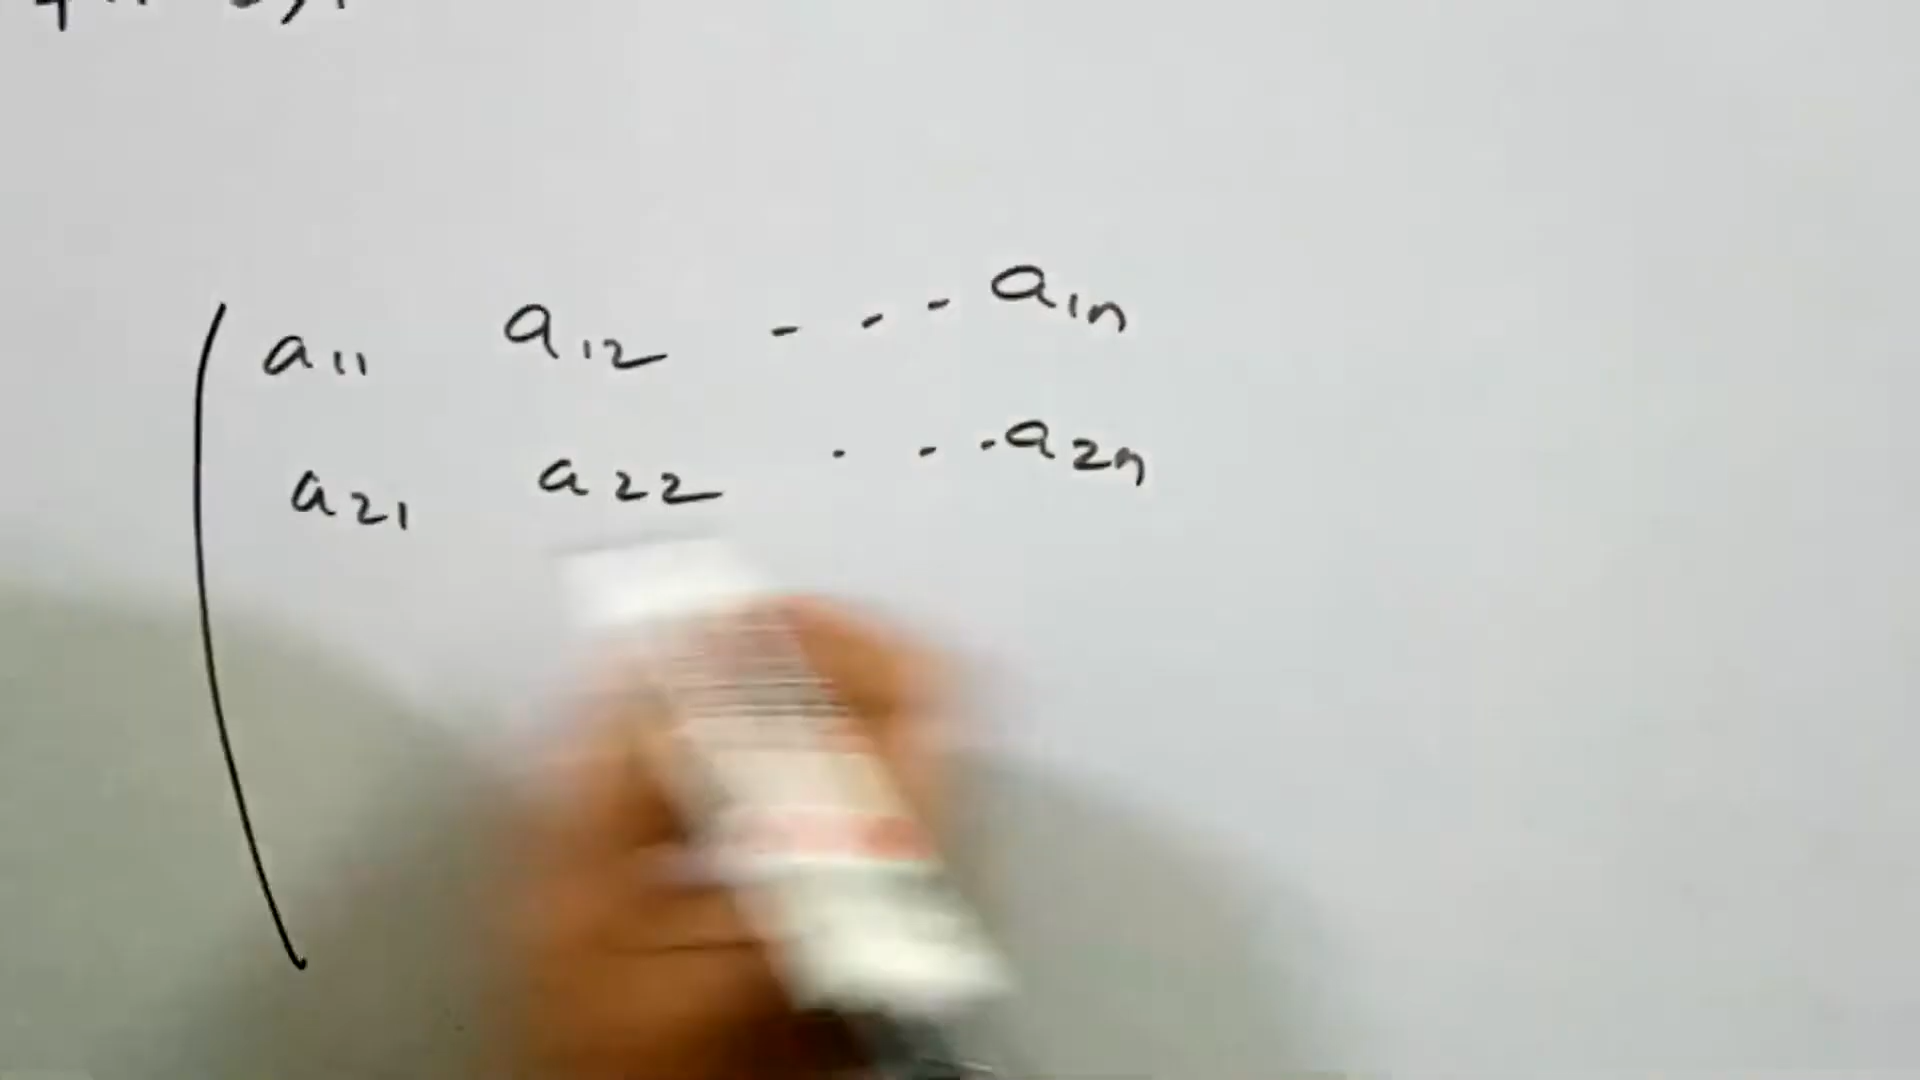 ( a11 a12 - - - a1n
a21 a22 . - - a2n